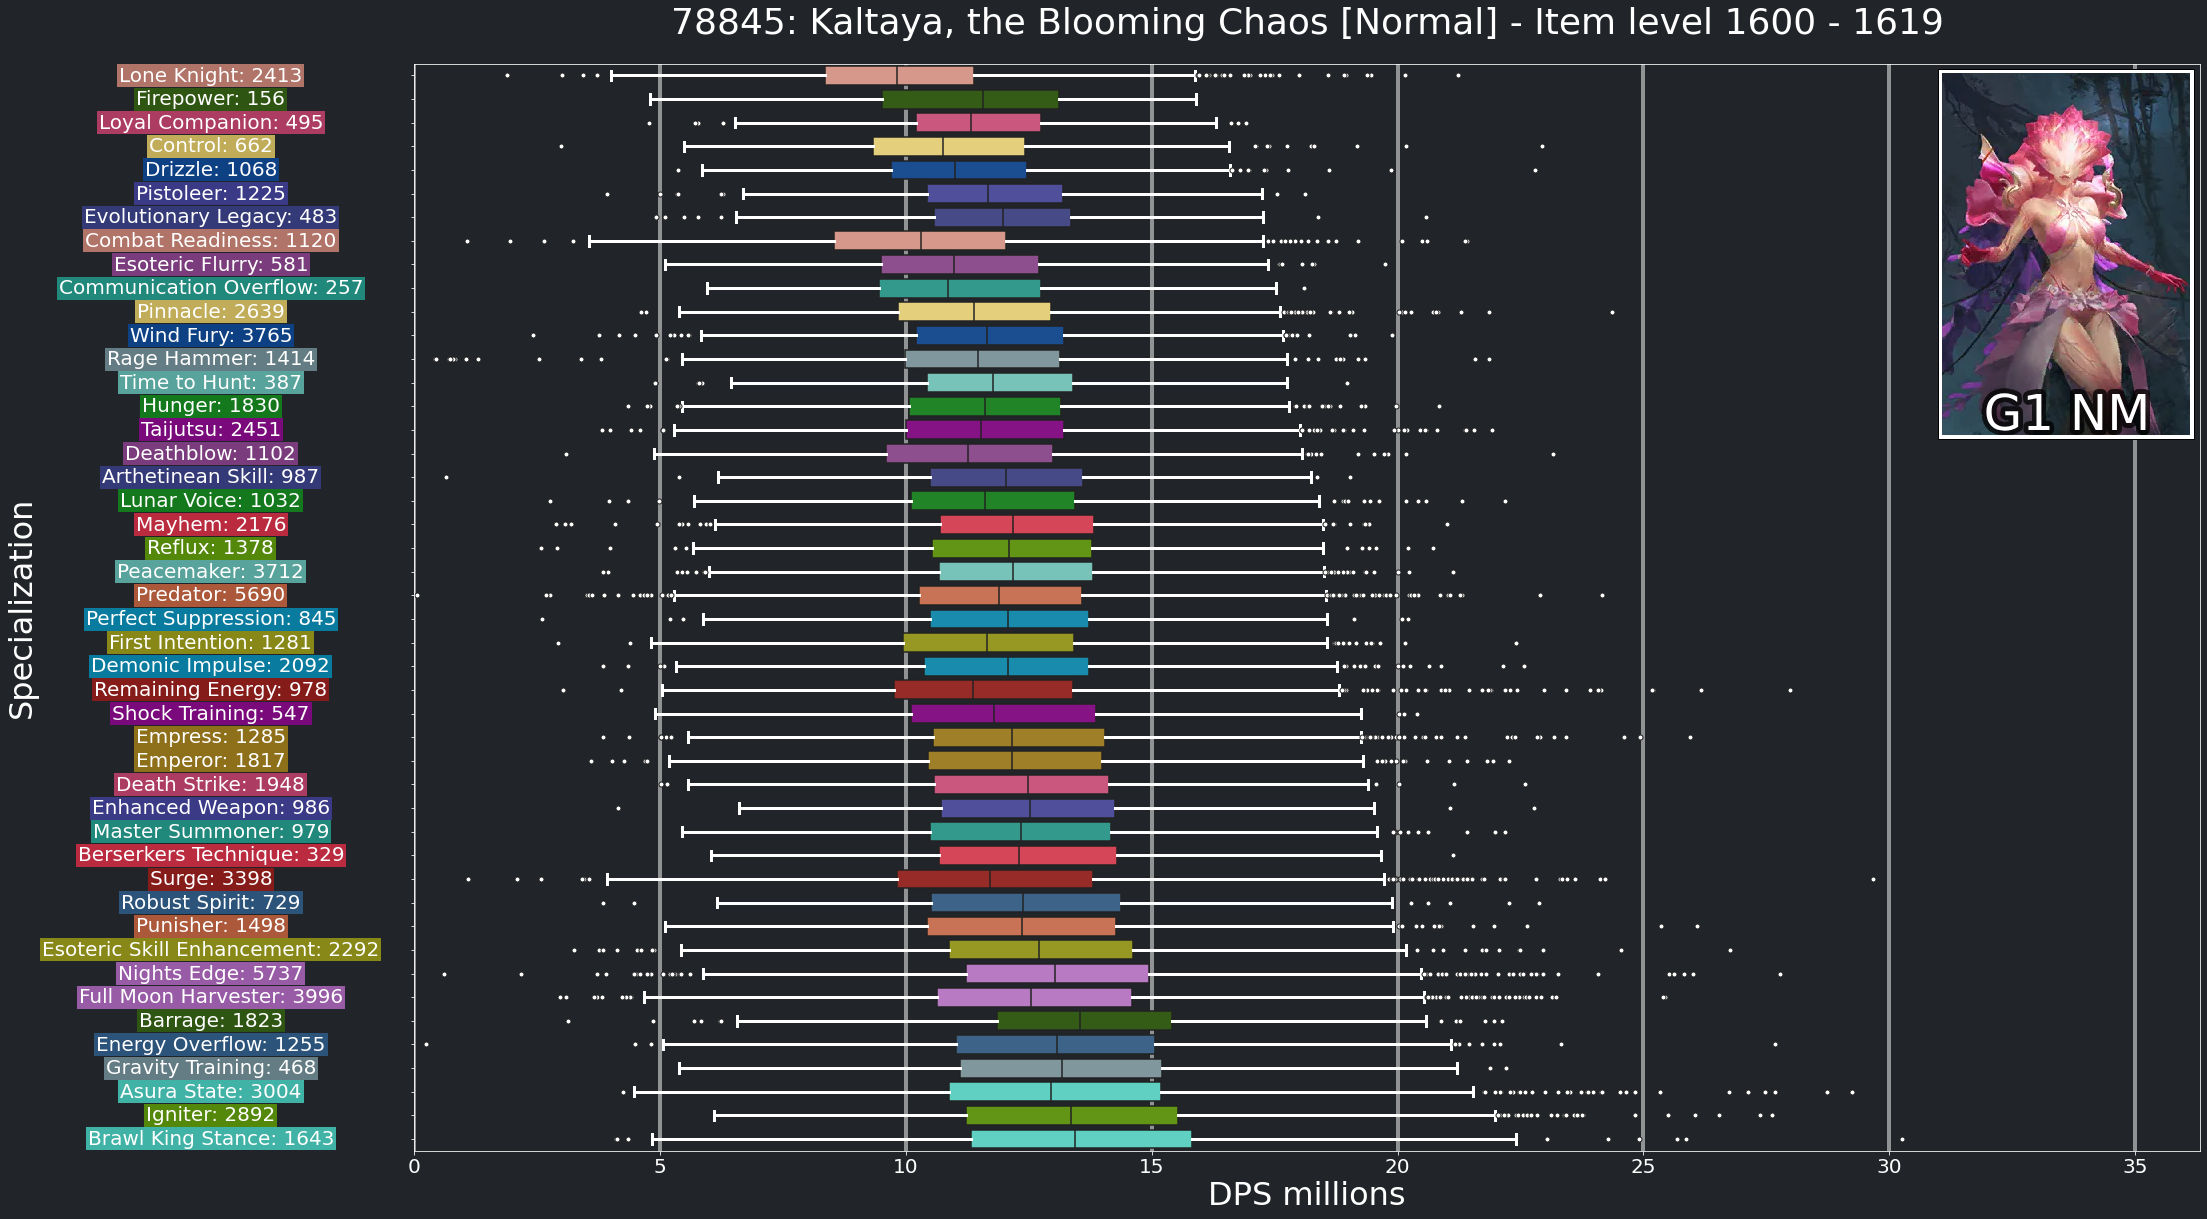 78845: Kaltaya, the Blooming Chaos [Normal] - Item level 1600 - 1619
Specialization
Lone Knight: 2413
Firepower: 156
Loyal Companion: 495
Control: 662
Drizzle: 1068
Pistoleer: 1225
Evolutionary Legacy: 483
Combat Readiness: 1120
Esoteric Flurry: 581
Communication Overflow: 257
Pinnacle: 2639
Wind Fury: 3765
Rage Hammer: 1414
Time to Hunt: 387
Hunger: 1830
Taijutsu: 2451
Deathblow: 1102
Arthetinean Skill: 987
Lunar Voice: 1032
Mayhem: 2176
Reflux: 1378
Peacemaker: 3712
Predator: 5690
Perfect Suppression: 845
First Intention: 1281
Demonic Impulse: 2092
Remaining Energy: 978
Shock Training: 547
Empress: 1285
Emperor: 1817
Death Strike: 1948
Enhanced Weapon: 986
Master Summoner: 979
Berserkers Technique: 329
Surge: 3398
Robust Spirit: 729
Punisher: 1498
Esoteric Skill Enhancement: 2292
Nights Edge: 5737
Full Moon Harvester: 3996
Barrage: 1823
Energy Overflow: 1255
Gravity Training: 468
Asura State: 3004
Igniter: 2892
Brawl King Stance: 1643
G1 NM
0 5 10 15 20 25 30 35
DPS millions